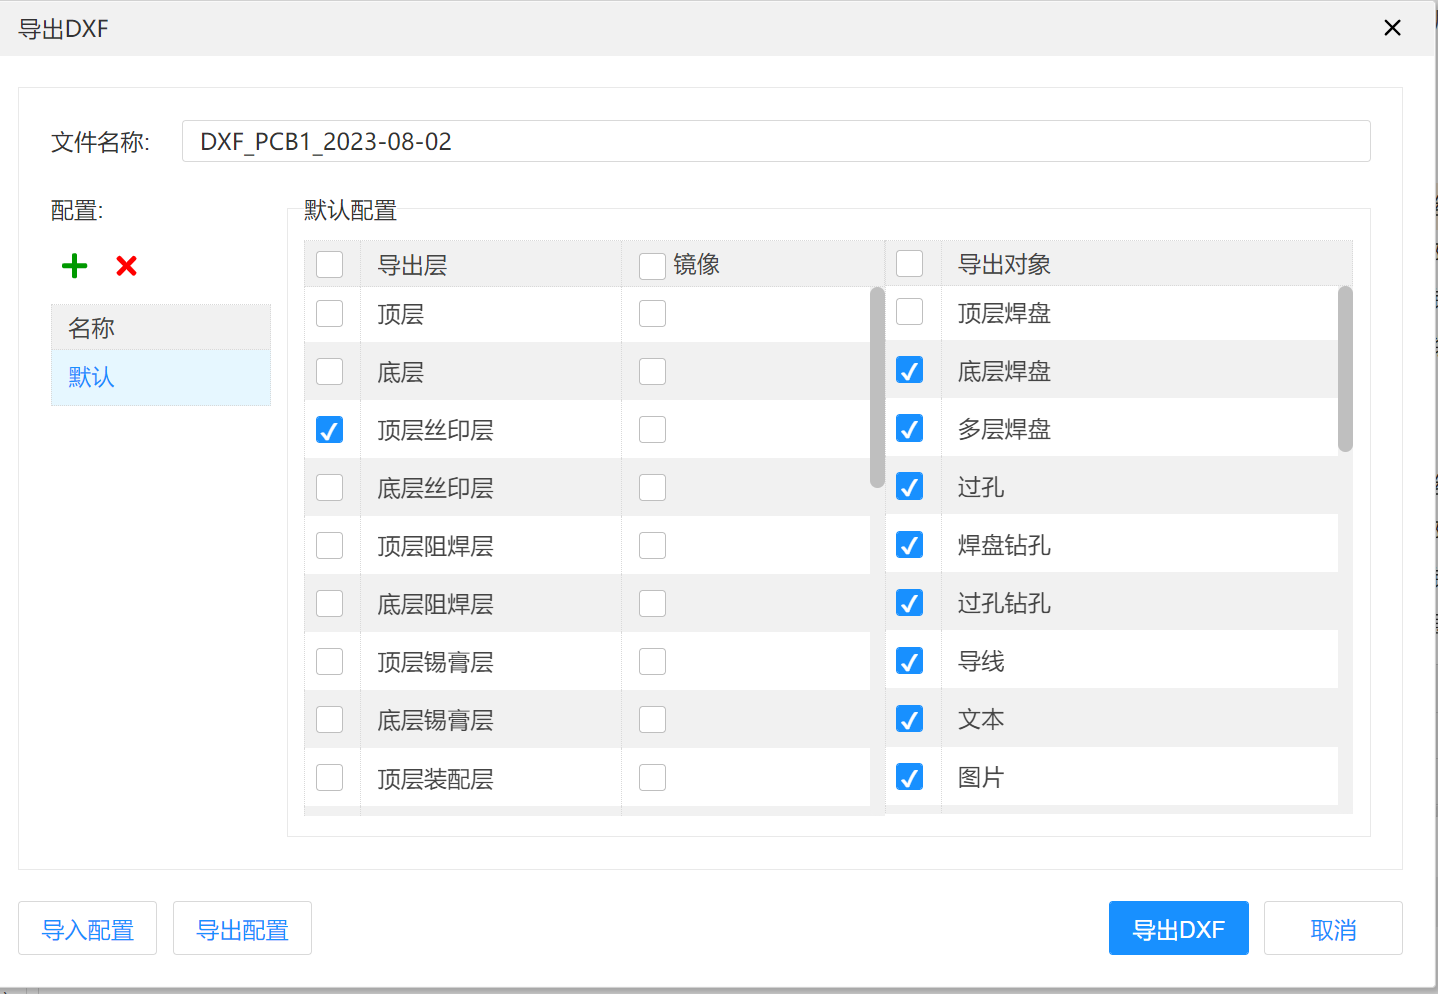 导出DXF
文件名称: DXF_PCB1_2023-08-02
配置:
默认配置
名称
默认
导出层 镜像 导出对象
顶层 顶层焊盘
底层 底层焊盘
顶层丝印层 多层焊盘
底层丝印层 过孔
顶层阻焊层 焊盘钻孔
底层阻焊层 过孔钻孔
顶层锡膏层 导线
底层锡膏层 文本
顶层装配层 图片
导入配置 导出配置 导出DXF 取消